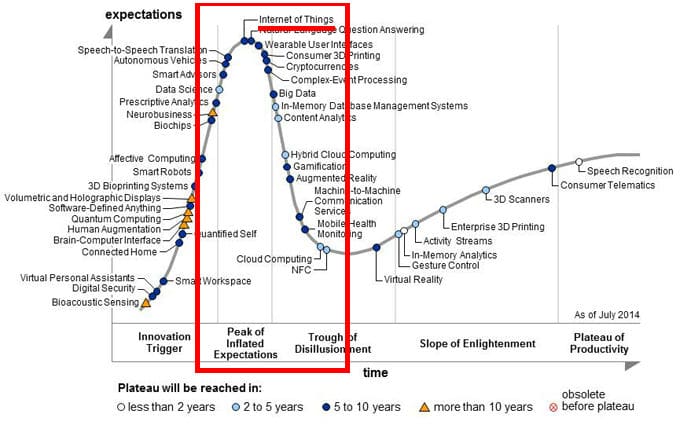 expectations
Internet of Things
Natural-Language Question Answering
Wearable User Interfaces
Consumer 3D Printing
Cryptocurrencies
Complex-Event Processing
Big Data
In-Memory Database Management Systems
Content Analytics
Hybrid Cloud Computing
Gamification
Augmented Reality
Machine-to-Machine
Communication
Services
Mobile Health
Monitoring
Cloud Computing
NFC
Speech-to-Speech Translation
Autonomous Vehicles
Smart Advisors
Data Science
Prescriptive Analytics
Neurobusiness
Biochips
Affective Computing
Smart Robots
3D Bioprinting Systems
Volumetric and Holographic Displays
Software-Defined Anything
Quantum Computing
Human Augmentation
Brain-Computer Interface
Connected Home
Quantified Self
Virtual Personal Assistants
Digital Security
Bioacoustic Sensing
Smart Workspace
Virtual Reality
Gesture Control
In-Memory Analytics
Activity Streams
Enterprise 3D Printing
3D Scanners
Consumer Telematics
Speech Recognition
As of July 2014
Innovation
Trigger
Peak of
Inflated
Expectations
Trough of
Disillusionment
Slope of Enlightenment
Plateau of
Productivity
time
Plateau will be reached in:
less than 2 years
2 to 5 years
5 to 10 years
more than 10 years
obsolete
before plateau